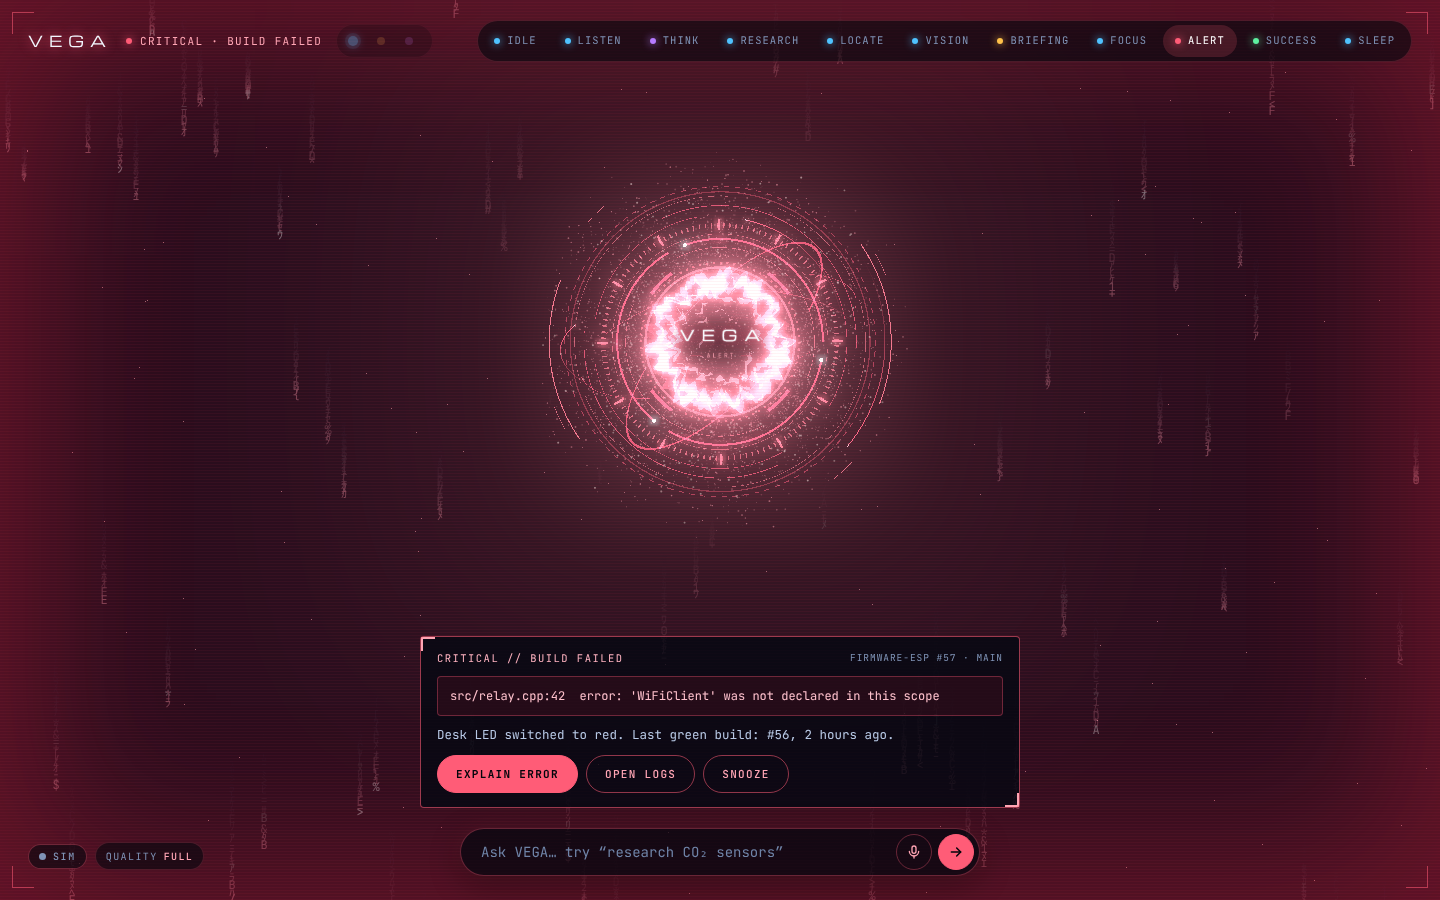 VEGA
CRITICAL · BUILD FAILED
IDLE
LISTEN
THINK
RESEARCH
LOCATE
VISION
BRIEFING
FOCUS
ALERT
SUCCESS
SLEEP
VEGA
ALERT
CRITICAL // BUILD FAILED
FIRMWARE-ESP #57 · MAIN
src/relay.cpp:42  error: 'WiFiClient' was not declared in this scope
Desk LED switched to red. Last green build: #56, 2 hours ago.
EXPLAIN ERROR
OPEN LOGS
SNOOZE
Ask VEGA… try “research CO₂ sensors”
SIM
QUALITY FULL